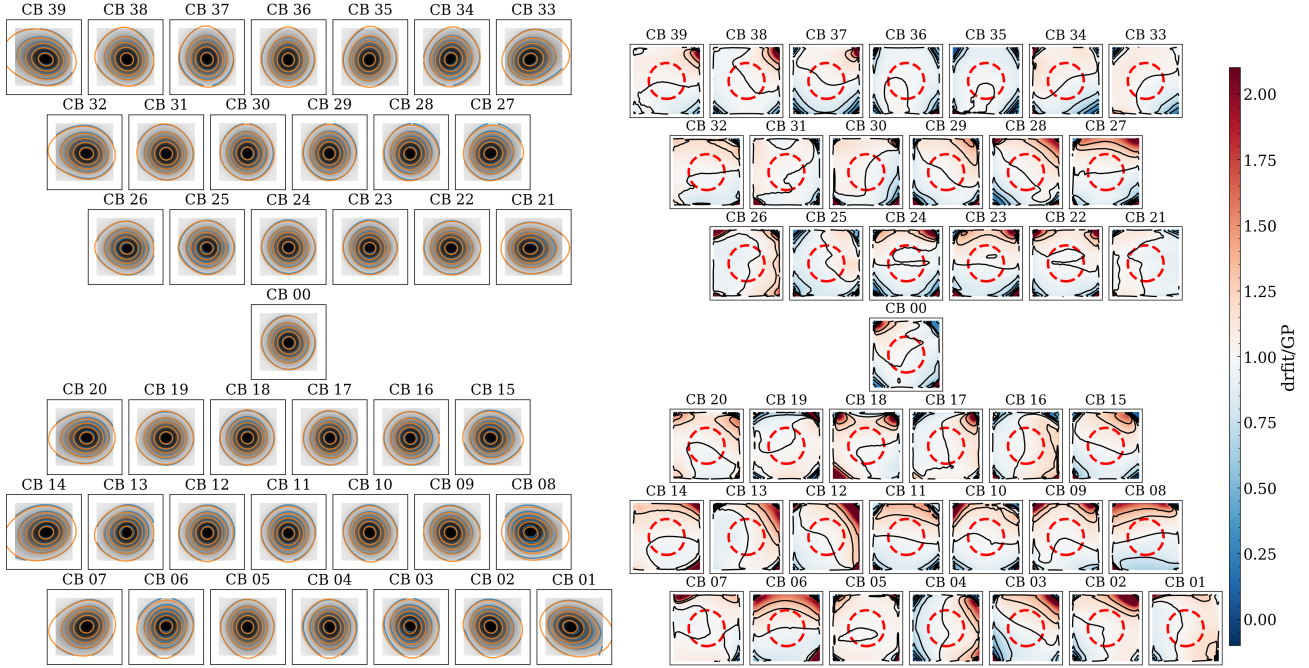 CB 39 CB 38 CB 37 CB 36 CB 35 CB 34 CB 33
CB 32 CB 31 CB 30 CB 29 CB 28 CB 27
CB 26 CB 25 CB 24 CB 23 CB 22 CB 21
CB 00
CB 20 CB 19 CB 18 CB 17 CB 16 CB 15
CB 14 CB 13 CB 12 CB 11 CB 10 CB 09 CB 08
CB 07 CB 06 CB 05 CB 04 CB 03 CB 02 CB 01
CB 39 CB 38 CB 37 CB 36 CB 35 CB 34 CB 33
CB 32 CB 31 CB 30 CB 29 CB 28 CB 27
CB 26 CB 25 CB 24 CB 23 CB 22 CB 21
CB 00
CB 20 CB 19 CB 18 CB 17 CB 16 CB 15
CB 14 CB 13 CB 12 CB 11 CB 10 CB 09 CB 08
CB 07 CB 06 CB 05 CB 04 CB 03 CB 02 CB 01
2.00
1.75
1.50
1.25
1.00
0.75
0.50
0.25
0.00
drfit/GP